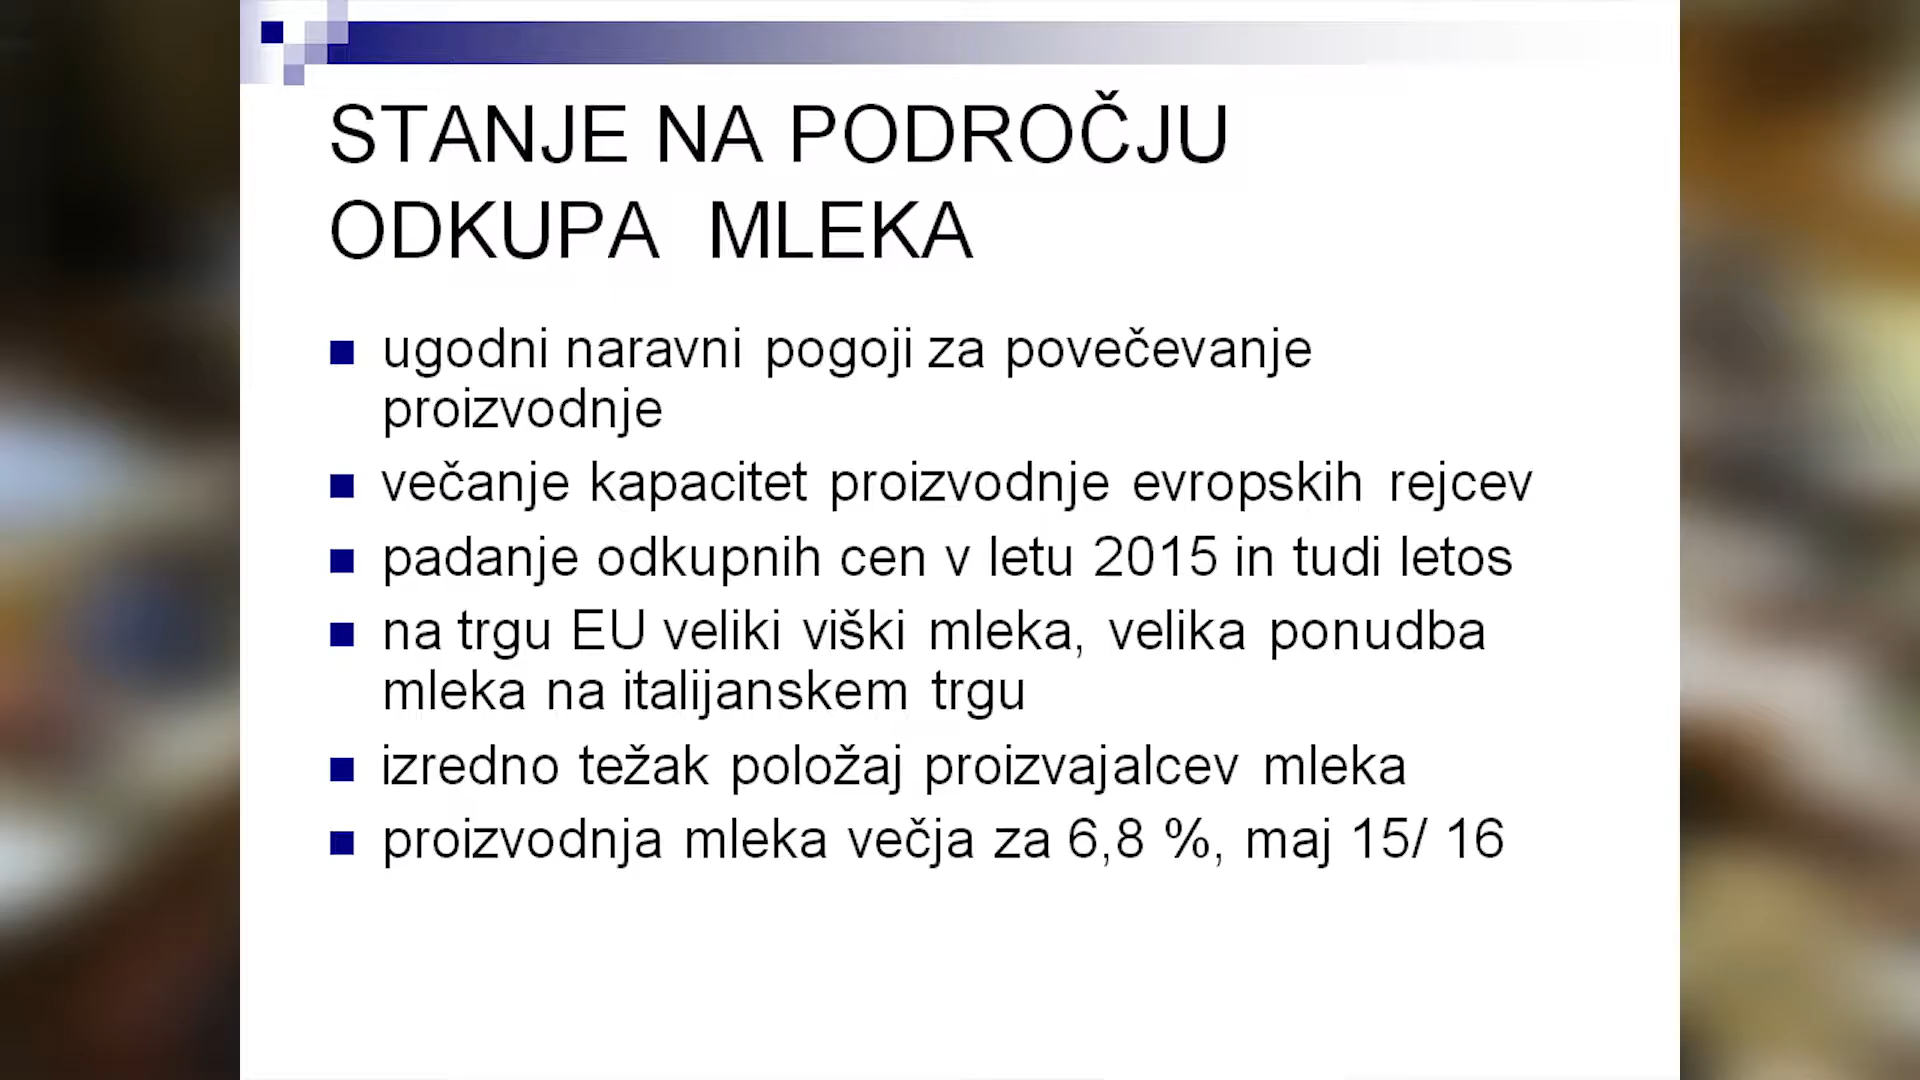 STANJE NA PODROČJU
ODKUPA MLEKA
ugodni naravni pogoji za povečevanje
proizvodnje
večanje kapacitet proizvodnje evropskih rejcev
padanje odkupnih cen v letu 2015 in tudi letos
na trgu EU veliki viški mleka, velika ponudba
mleka na italijanskem trgu
izredno težak položaj proizvajalcev mleka
proizvodnja mleka večja za 6,8 %, maj 15/ 16